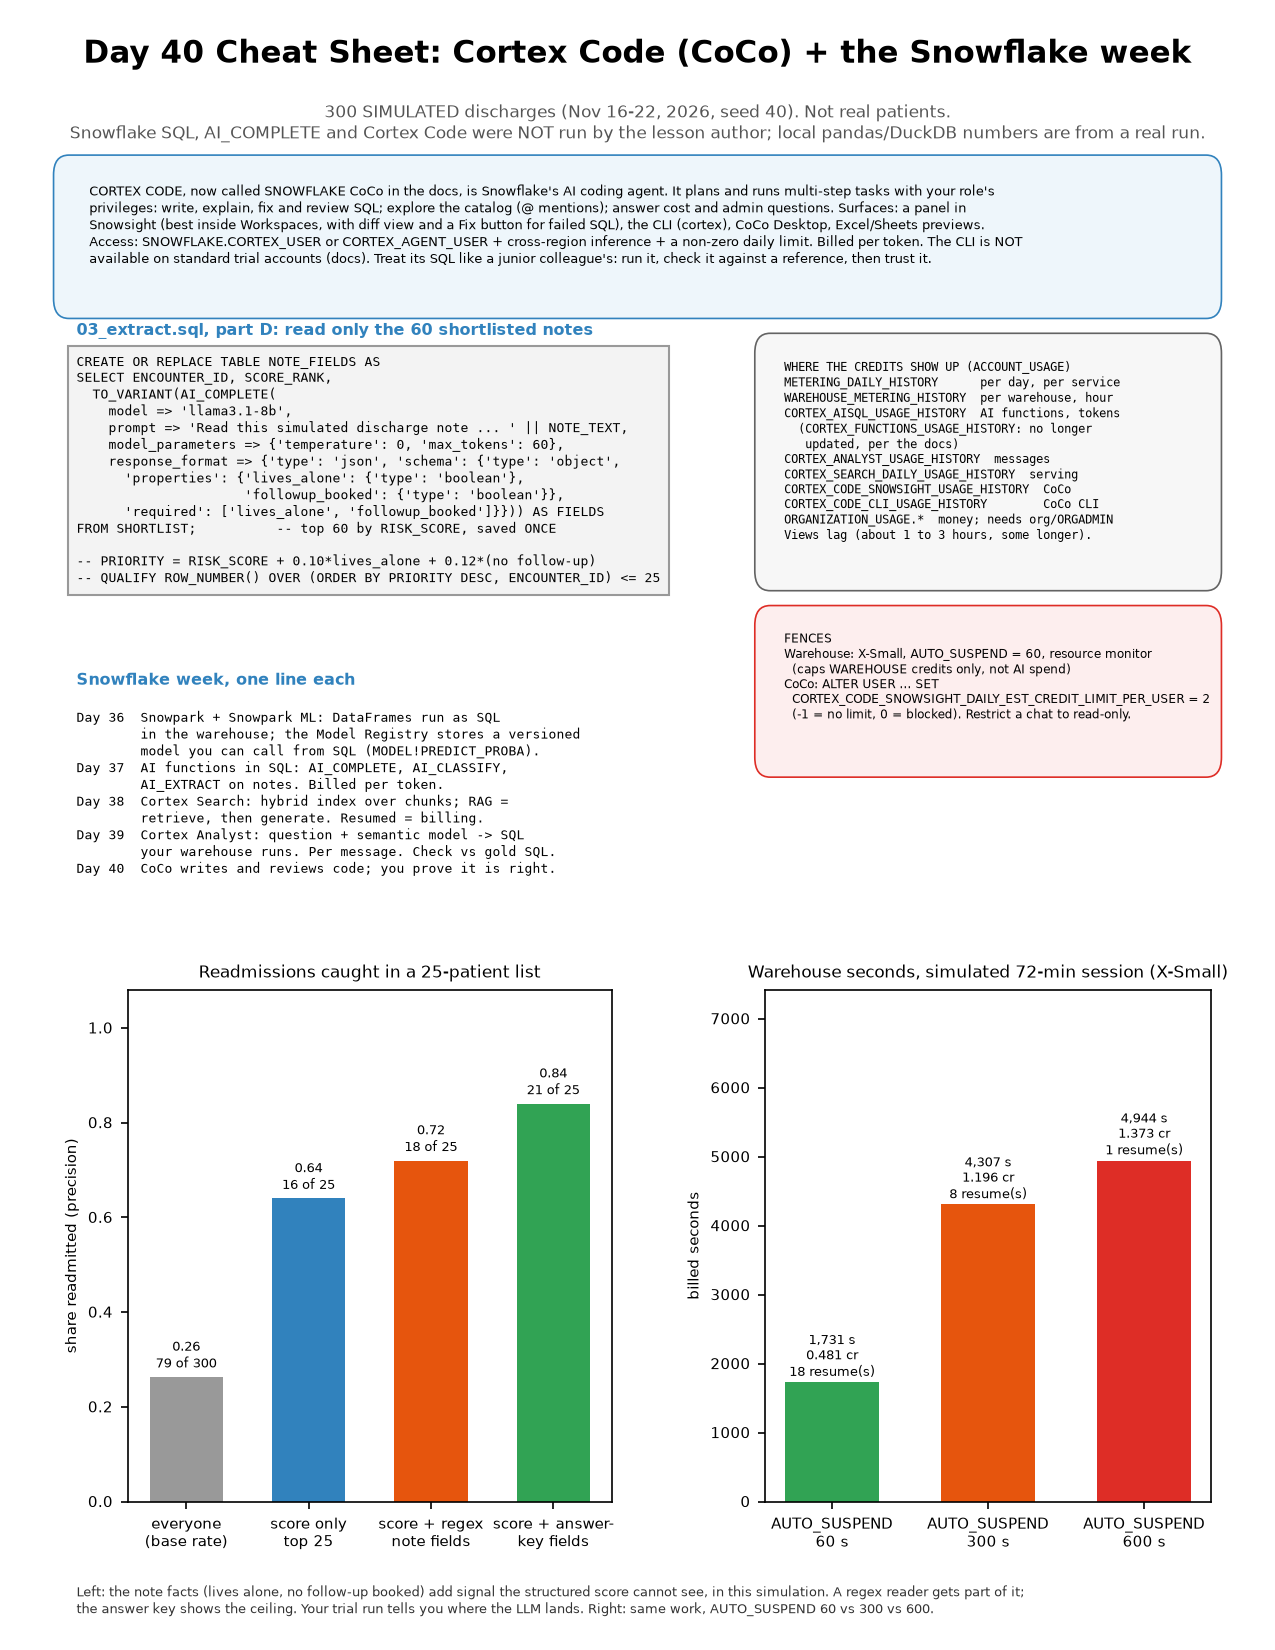 Day 40 Cheat Sheet: Cortex Code (CoCo) + the Snowflake week
300 SIMULATED discharges (Nov 16-22, 2026, seed 40). Not real patients.
Snowflake SQL, AI_COMPLETE and Cortex Code were NOT run by the lesson author; local pandas/DuckDB numbers are from a real run.
CORTEX CODE, now called SNOWFLAKE CoCo in the docs, is Snowflake's AI coding agent. It plans and runs multi-step tasks with your role's
privileges: write, explain, fix and review SQL; explore the catalog (@ mentions); answer cost and admin questions. Surfaces: a panel in
Snowsight (best inside Workspaces, with diff view and a Fix button for failed SQL), the CLI (cortex), CoCo Desktop, Excel/Sheets previews.
Access: SNOWFLAKE.CORTEX_USER or CORTEX_AGENT_USER + cross-region inference + a non-zero daily limit. Billed per token. The CLI is NOT
available on standard trial accounts (docs). Treat its SQL like a junior colleague's: run it, check it against a reference, then trust it.
03_extract.sql, part D: read only the 60 shortlisted notes
CREATE OR REPLACE TABLE NOTE_FIELDS AS
SELECT ENCOUNTER_ID, SCORE_RANK,
  TO_VARIANT(AI_COMPLETE(
    model => 'llama3.1-8b',
    prompt => 'Read this simulated discharge note ... ' || NOTE_TEXT,
    model_parameters => {'temperature': 0, 'max_tokens': 60},
    response_format => {'type': 'json', 'schema': {'type': 'object',
      'properties': {'lives_alone': {'type': 'boolean'},
                     'followup_booked': {'type': 'boolean'}},
      'required': ['lives_alone', 'followup_booked']}})) AS FIELDS
FROM SHORTLIST;          -- top 60 by RISK_SCORE, saved ONCE
-- PRIORITY = RISK_SCORE + 0.10*lives_alone + 0.12*(no follow-up)
-- QUALIFY ROW_NUMBER() OVER (ORDER BY PRIORITY DESC, ENCOUNTER_ID) <= 25
WHERE THE CREDITS SHOW UP (ACCOUNT_USAGE)
METERING_DAILY_HISTORY      per day, per service
WAREHOUSE_METERING_HISTORY  per warehouse, hour
CORTEX_AISQL_USAGE_HISTORY  AI functions, tokens
  (CORTEX_FUNCTIONS_USAGE_HISTORY: no longer
   updated, per the docs)
CORTEX_ANALYST_USAGE_HISTORY  messages
CORTEX_SEARCH_DAILY_USAGE_HISTORY  serving
CORTEX_CODE_SNOWSIGHT_USAGE_HISTORY  CoCo
CORTEX_CODE_CLI_USAGE_HISTORY        CoCo CLI
ORGANIZATION_USAGE.*  money; needs org/ORGADMIN
Views lag (about 1 to 3 hours, some longer).
FENCES
Warehouse: X-Small, AUTO_SUSPEND = 60, resource monitor
  (caps WAREHOUSE credits only, not AI spend)
CoCo: ALTER USER ... SET
  CORTEX_CODE_SNOWSIGHT_DAILY_EST_CREDIT_LIMIT_PER_USER = 2
  (-1 = no limit, 0 = blocked). Restrict a chat to read-only.
Snowflake week, one line each
Day 36  Snowpark + Snowpark ML: DataFrames run as SQL
        in the warehouse; the Model Registry stores a versioned
        model you can call from SQL (MODEL!PREDICT_PROBA).
Day 37  AI functions in SQL: AI_COMPLETE, AI_CLASSIFY,
        AI_EXTRACT on notes. Billed per token.
Day 38  Cortex Search: hybrid index over chunks; RAG =
        retrieve, then generate. Resumed = billing.
Day 39  Cortex Analyst: question + semantic model -> SQL
        your warehouse runs. Per message. Check vs gold SQL.
Day 40  CoCo writes and reviews code; you prove it is right.
Readmissions caught in a 25-patient list
share readmitted (precision)
1.0
0.8
0.6
0.4
0.2
0.0
0.26
79 of 300
0.64
16 of 25
0.72
18 of 25
0.84
21 of 25
everyone
(base rate)
score only
top 25
score + regex
note fields
score + answer-
key fields
Warehouse seconds, simulated 72-min session (X-Small)
billed seconds
7000
6000
5000
4000
3000
2000
1000
0
1,731 s
0.481 cr
18 resume(s)
4,307 s
1.196 cr
8 resume(s)
4,944 s
1.373 cr
1 resume(s)
AUTO_SUSPEND
60 s
AUTO_SUSPEND
300 s
AUTO_SUSPEND
600 s
Left: the note facts (lives alone, no follow-up booked) add signal the structured score cannot see, in this simulation. A regex reader gets part of it;
the answer key shows the ceiling. Your trial run tells you where the LLM lands. Right: same work, AUTO_SUSPEND 60 vs 300 vs 600.